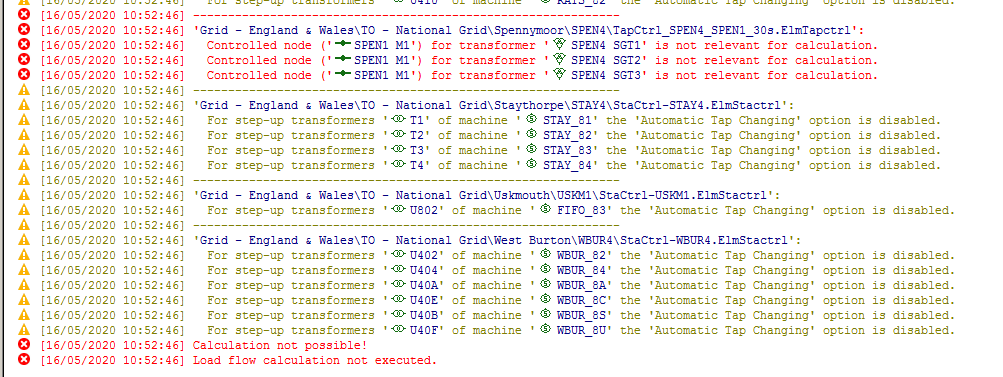 [16/05/2020 10:52:46] For step-up transformers ' U410' of machine ' RATS_82' the 'Automatic Tap Changing' option is disabled.
[16/05/2020 10:52:46] ------------------------------------------------------------
[16/05/2020 10:52:46] 'Grid - England & Wales\TO - National Grid\Spennymoor\SPEN4\TapCtrl_SPEN4_SPEN1_30s.ElmTapctrl':
[16/05/2020 10:52:46] Controlled node (' SPEN1 M1') for transformer ' SPEN4 SGT1' is not relevant for calculation.
[16/05/2020 10:52:46] Controlled node (' SPEN1 M1') for transformer ' SPEN4 SGT2' is not relevant for calculation.
[16/05/2020 10:52:46] Controlled node (' SPEN1 M1') for transformer ' SPEN4 SGT3' is not relevant for calculation.
[16/05/2020 10:52:46] ------------------------------------------------------------
[16/05/2020 10:52:46] 'Grid - England & Wales\TO - National Grid\Staythorpe\STAY4\StaCtrl-STAY4.ElmStactrl':
[16/05/2020 10:52:46] For step-up transformers ' T1' of machine ' STAY_81' the 'Automatic Tap Changing' option is disabled.
[16/05/2020 10:52:46] For step-up transformers ' T2' of machine ' STAY_82' the 'Automatic Tap Changing' option is disabled.
[16/05/2020 10:52:46] For step-up transformers ' T3' of machine ' STAY_83' the 'Automatic Tap Changing' option is disabled.
[16/05/2020 10:52:46] For step-up transformers ' T4' of machine ' STAY_84' the 'Automatic Tap Changing' option is disabled.
[16/05/2020 10:52:46] ------------------------------------------------------------
[16/05/2020 10:52:46] 'Grid - England & Wales\TO - National Grid\Uskmouth\USKM1\StaCtrl-USKM1.ElmStactrl':
[16/05/2020 10:52:46] For step-up transformers ' U802' of machine ' FIFO_83' the 'Automatic Tap Changing' option is disabled.
[16/05/2020 10:52:46] ------------------------------------------------------------
[16/05/2020 10:52:46] 'Grid - England & Wales\TO - National Grid\West Burton\WBUR4\StaCtrl-WBUR4.ElmStactrl':
[16/05/2020 10:52:46] For step-up transformers ' U402' of machine ' WBUR_82' the 'Automatic Tap Changing' option is disabled.
[16/05/2020 10:52:46] For step-up transformers ' U404' of machine ' WBUR_84' the 'Automatic Tap Changing' option is disabled.
[16/05/2020 10:52:46] For step-up transformers ' U40A' of machine ' WBUR_8A' the 'Automatic Tap Changing' option is disabled.
[16/05/2020 10:52:46] For step-up transformers ' U40E' of machine ' WBUR_8C' the 'Automatic Tap Changing' option is disabled.
[16/05/2020 10:52:46] For step-up transformers ' U40B' of machine ' WBUR_8S' the 'Automatic Tap Changing' option is disabled.
[16/05/2020 10:52:46] For step-up transformers ' U40F' of machine ' WBUR_8U' the 'Automatic Tap Changing' option is disabled.
[16/05/2020 10:52:46] Calculation not possible!
[16/05/2020 10:52:46] Load flow calculation not executed.